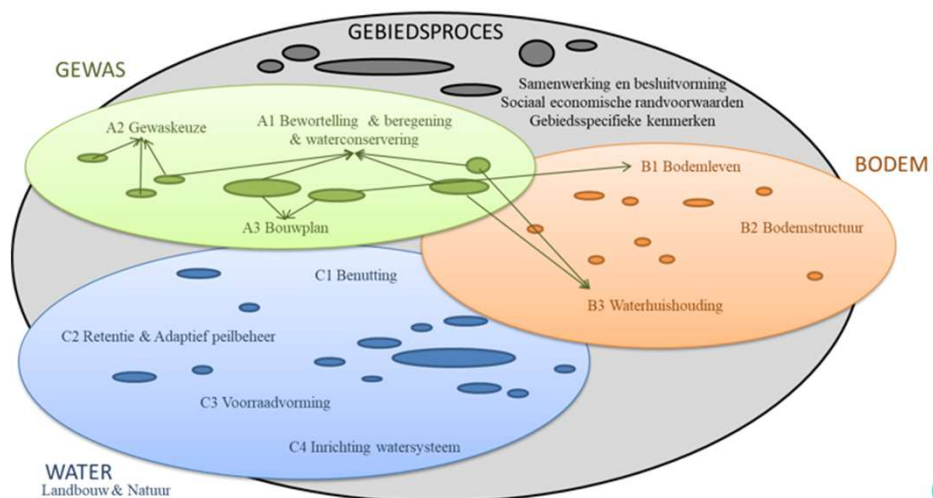 GEBIEDSPROCES
Samenwerking en besluitvorming
Sociaal economische randvoorwaarden
Gebiedsspecifieke kenmerken
GEWAS
A2 Gewaskeuze
A1 Bewortelling & beregening
& waterconservering
A3 Bouwplan
BODEM
B1 Bodemleven
B2 Bodemstructuur
B3 Waterhuishouding
C1 Benutting
C2 Retentie & Adaptief peilbeheer
C3 Voorraadvorming
C4 Inrichting watersysteem
WATER
Landbouw & Natuur